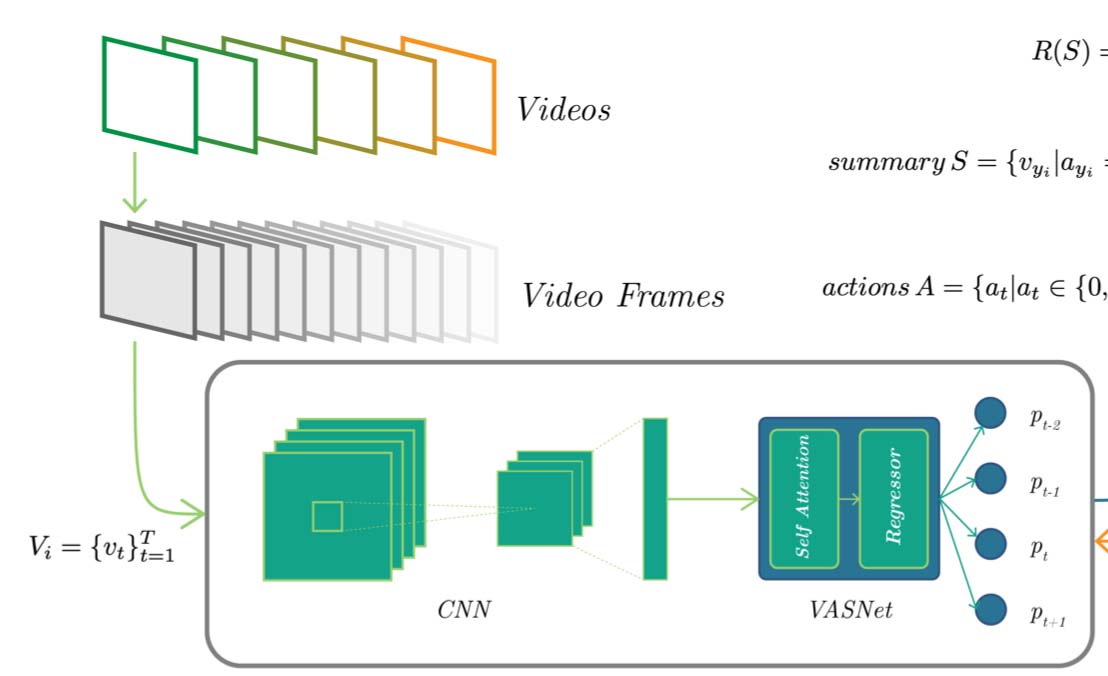 Videos
R(S) =
summary S = {v_{y_i}|a_{y_i} =
Video Frames
actions A = {a_t|a_t ∈ {0,
V_i = {v_t}_{t=1}^T
CNN
Self Attention
Regressor
VASNet
p_{t-2}
p_{t-1}
p_t
p_{t+1}